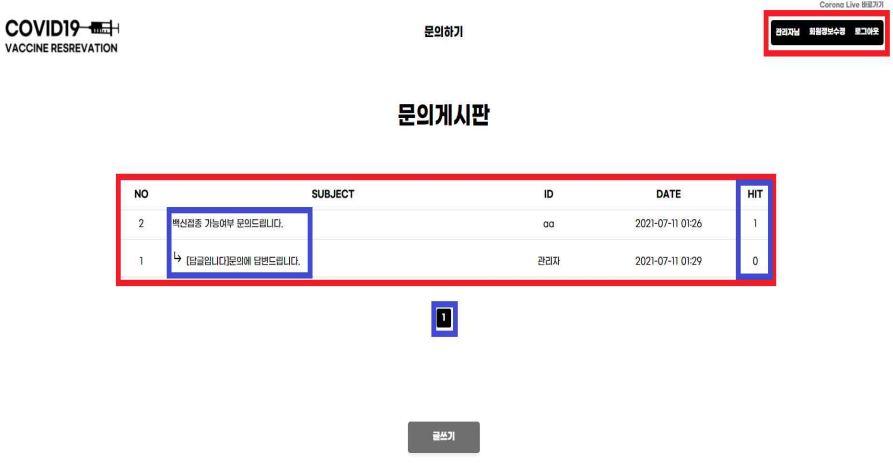 Corona Live 바로가기
COVID19
VACCINE RESREVATION
문의하기
관리자님 회원정보수정 로그아웃
문의게시판
NO SUBJECT ID DATE HIT
2 백신접종 가능여부 문의드립니다. aa 2021-07-11 01:26 1
1 ↳ [답글입니다]문의에 답변드립니다. 관리자 2021-07-11 01:29 0
1
글쓰기